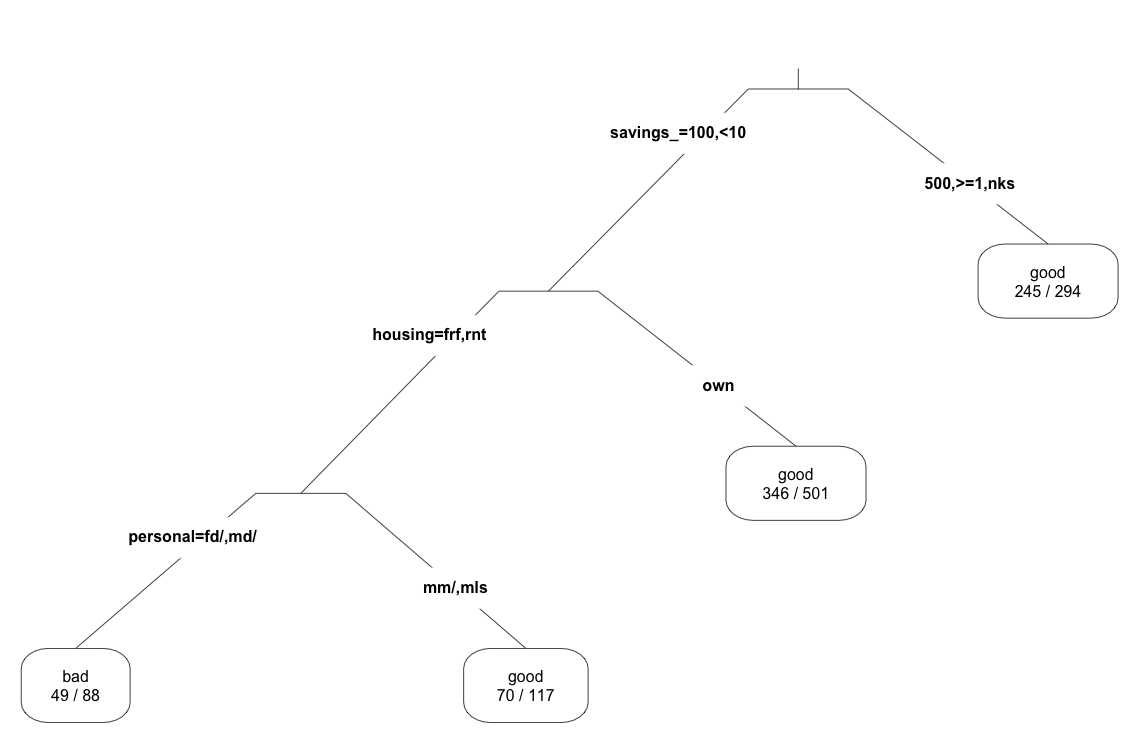 savings_=100,<10
500,>=1,nks
good
245 / 294
housing=frf,rnt
own
good
346 / 501
personal=fd/,md/
mm/,mls
bad
49 / 88
good
70 / 117